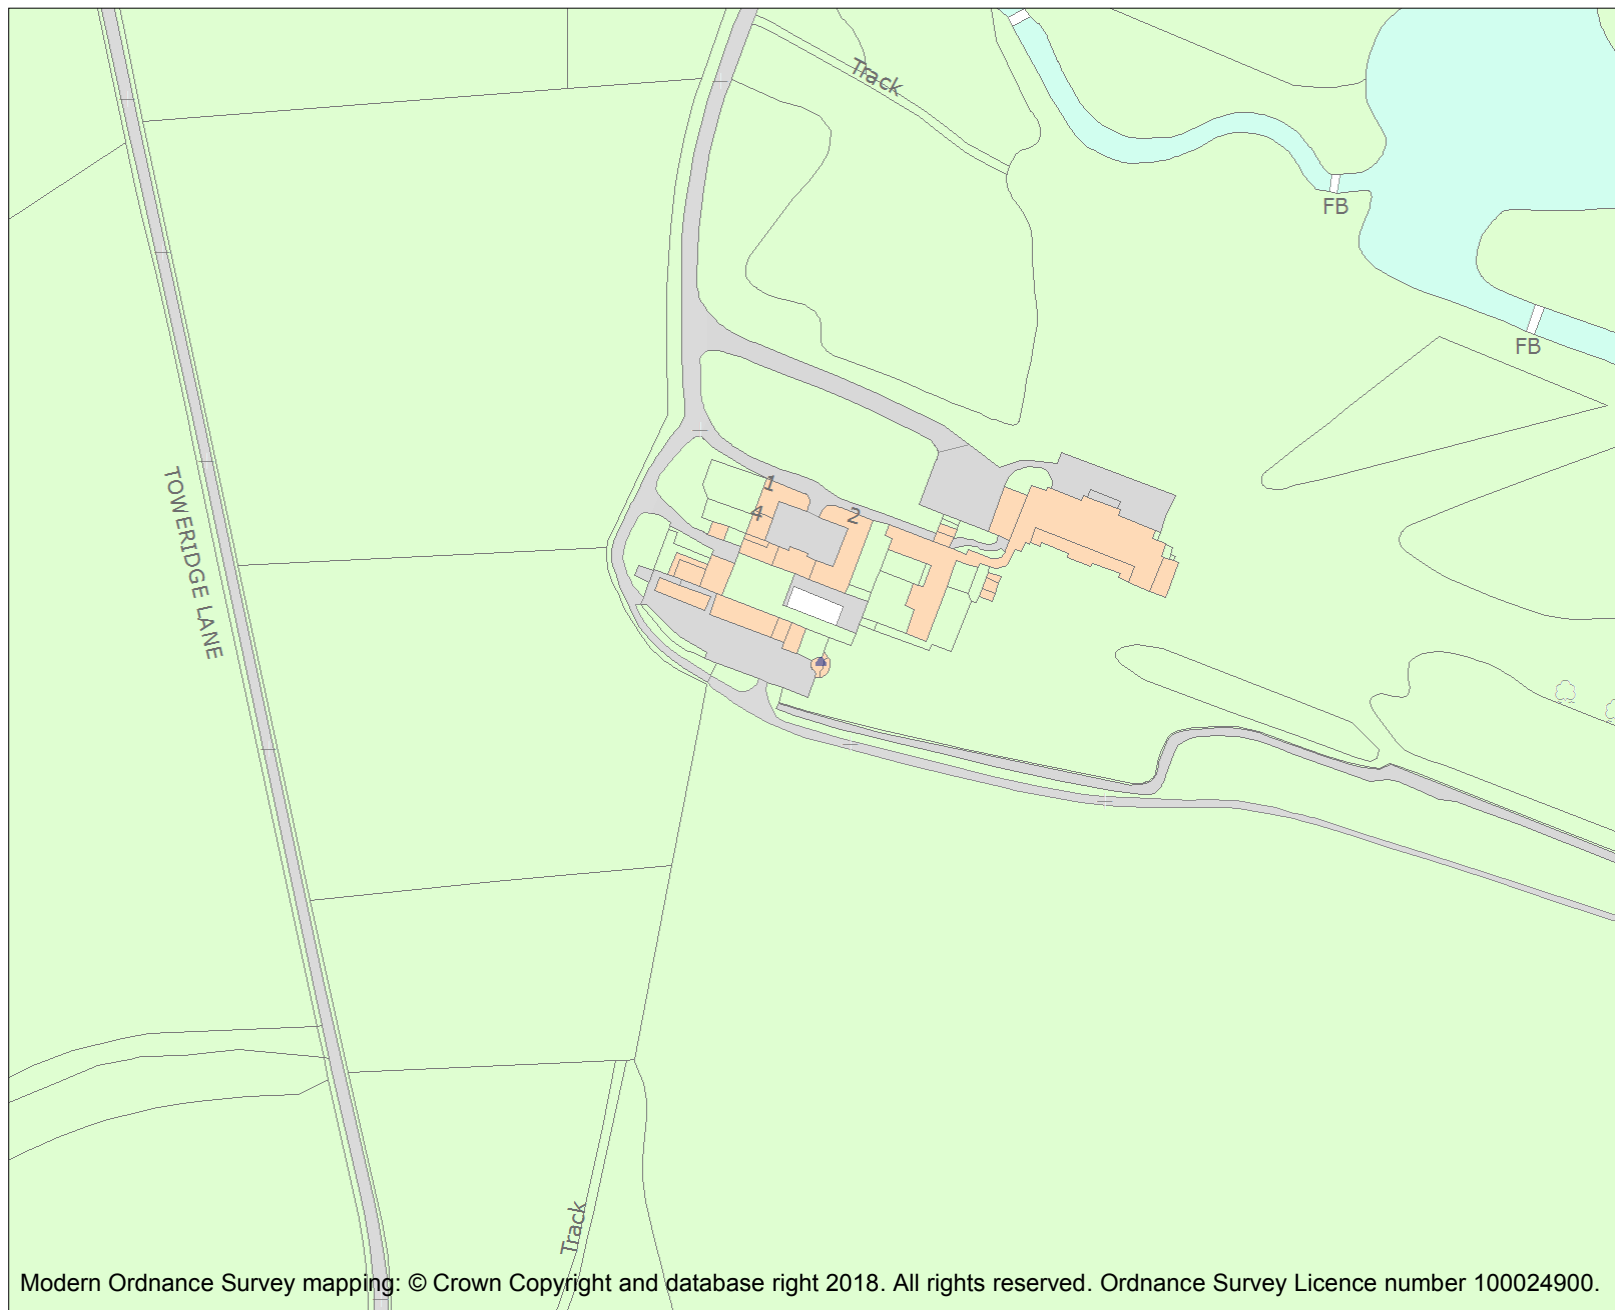 Track
FB
FB
TOWERIDGE LANE
1
4
2
Track
Modern Ordnance Survey mapping: © Crown Copyright and database right 2018. All rights reserved. Ordnance Survey Licence number 100024900.